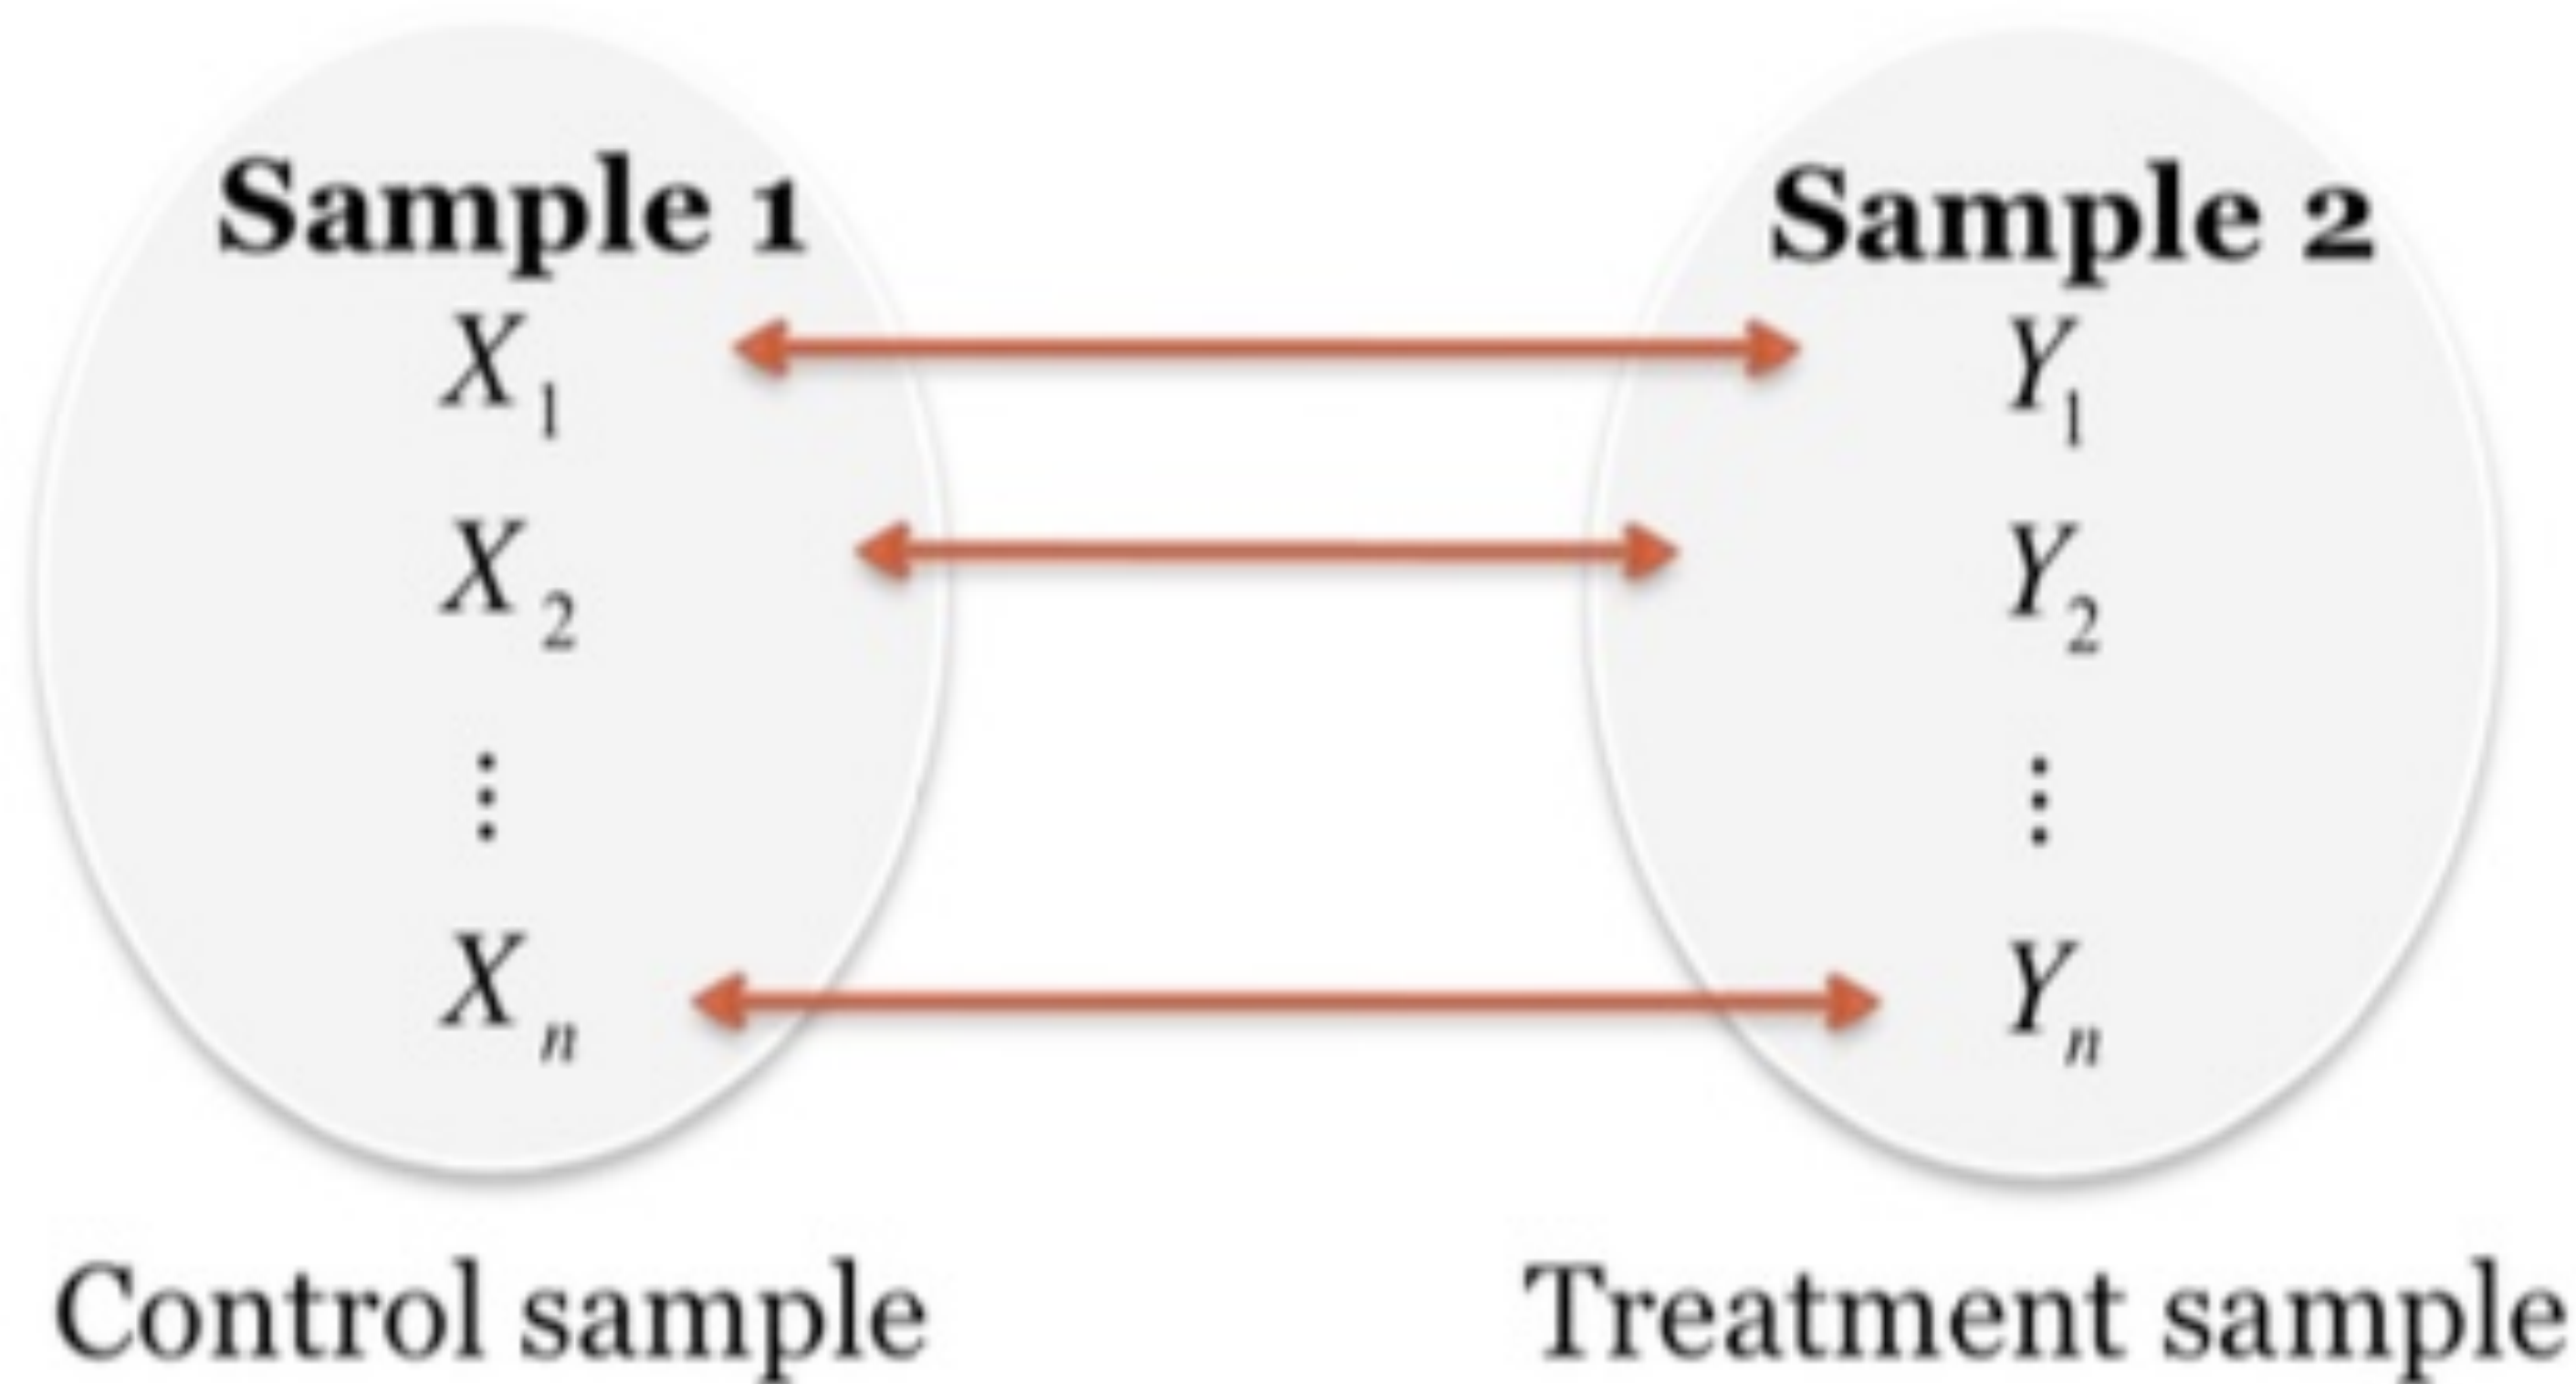 Sample 1
X₁
X₂
⋮
Xₙ
Control sample
Sample 2
Y₁
Y₂
⋮
Yₙ
Treatment sample